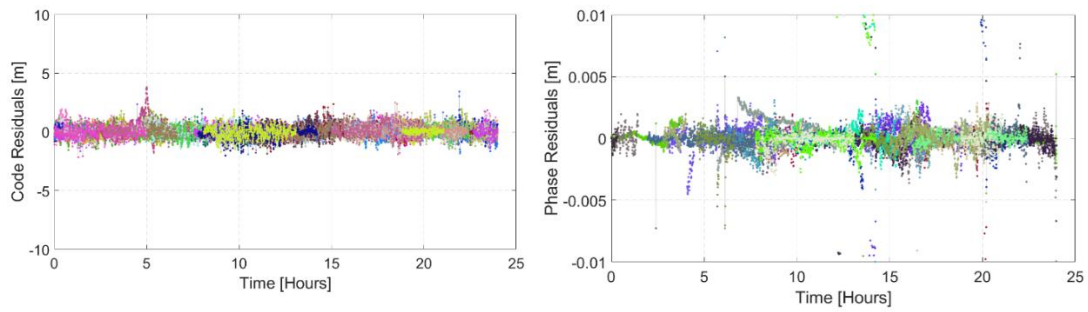 Code Residuals [m]
10
5
0
-5
-10
0 5 10 15 20 25
Time [Hours]
Phase Residuals [m]
0.01
0.005
0
-0.005
-0.01
0 5 10 15 20 25
Time [Hours]